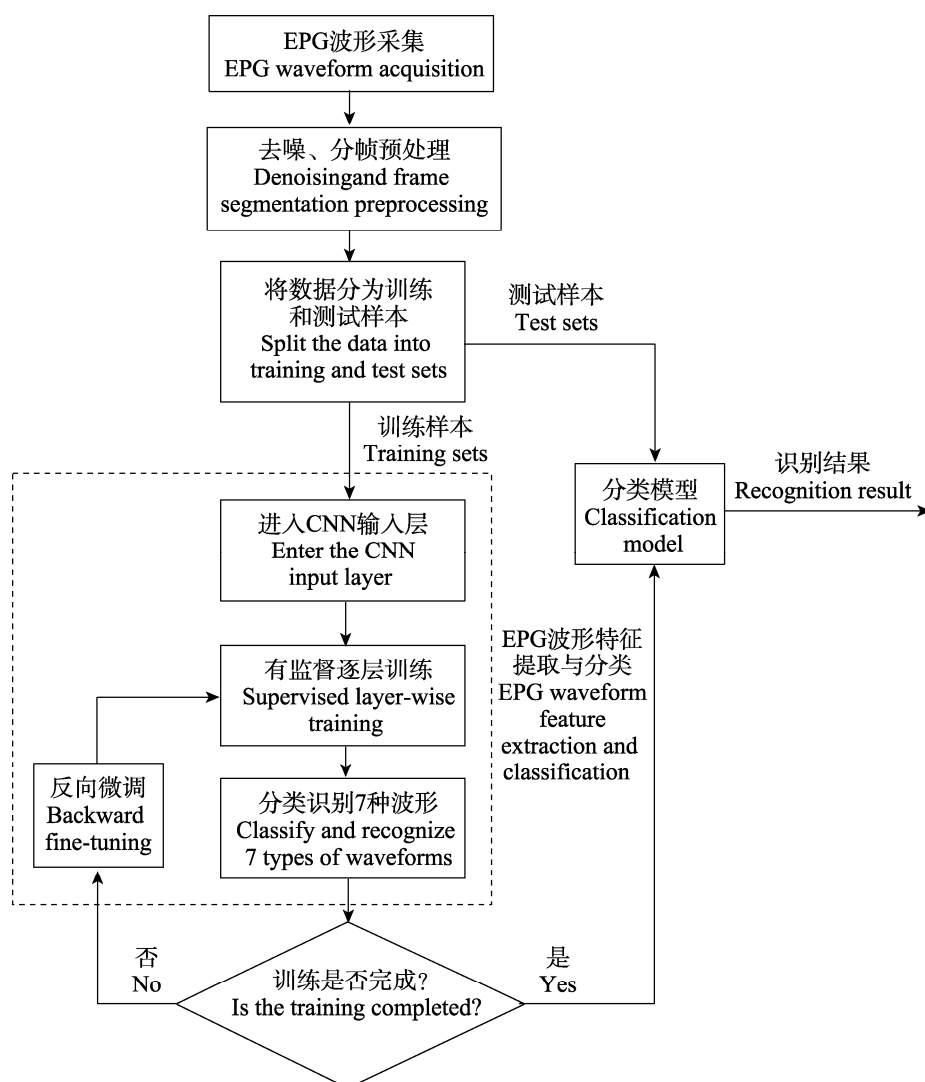 EPG波形采集
EPG waveform acquisition
去噪、分帧预处理
Denoisingand frame
segmentation preprocessing
将数据分为训练
和测试样本
Split the data into
training and test sets
测试样本
Test sets
训练样本
Training sets
进入CNN输入层
Enter the CNN
input layer
分类模型
Classification
model
识别结果
Recognition result
有监督逐层训练
Supervised layer-wise
training
EPG波形特征
提取与分类
EPG waveform
feature
extraction and
classification
反向微调
Backward
fine-tuning
分类识别7种波形
Classify and recognize
7 types of waveforms
否
No
训练是否完成?
Is the training completed?
是
Yes